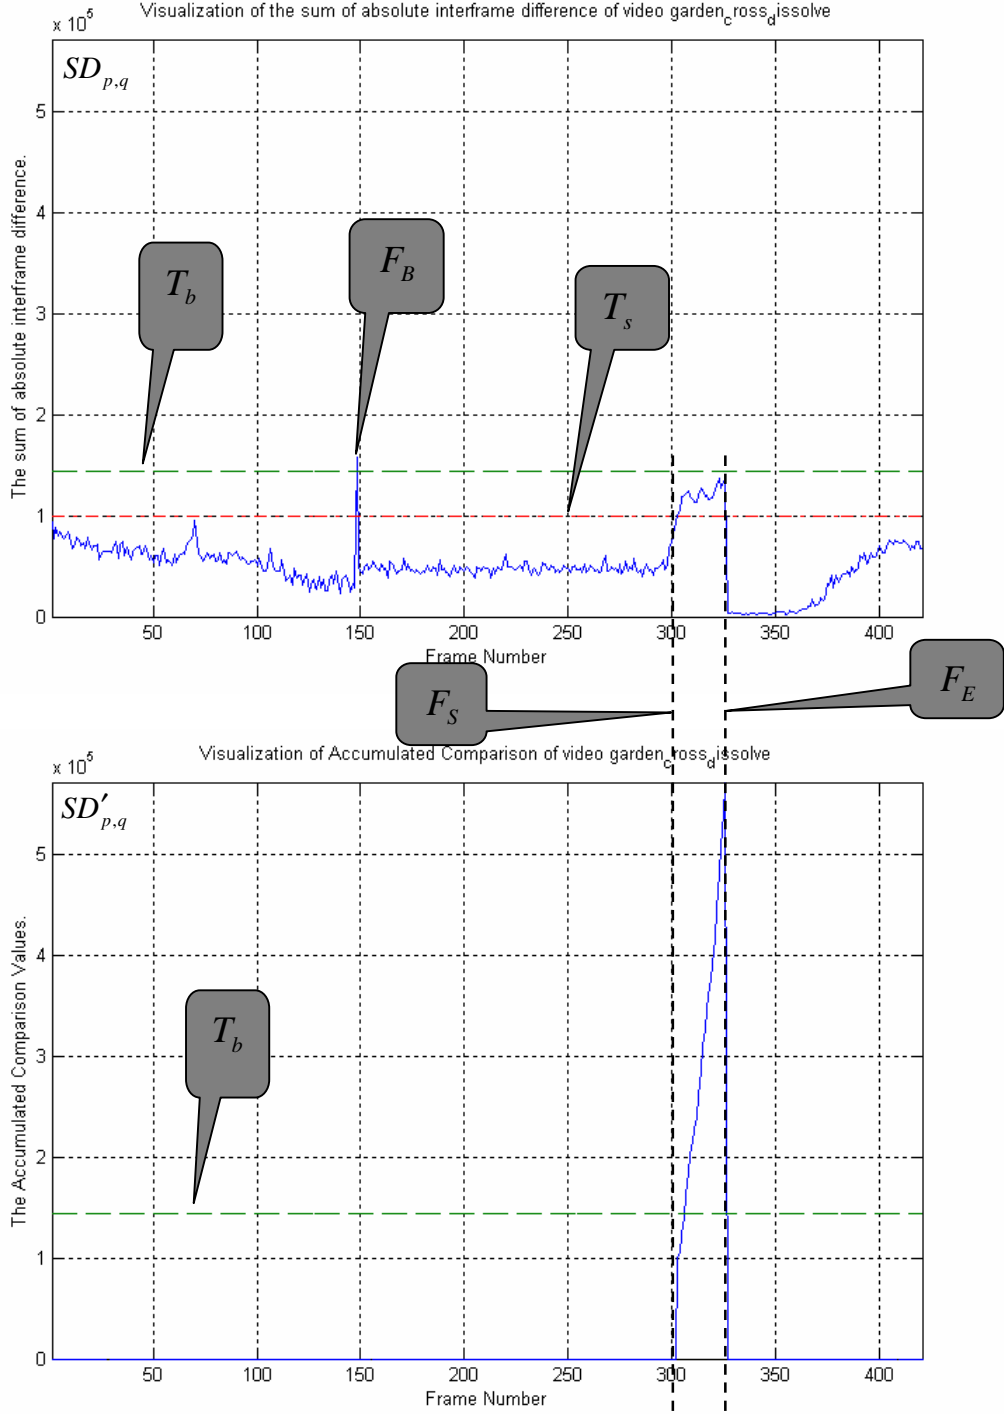 Visualization of the sum of absolute interframe difference of video garden_cross_dissolve
x 10^5
SD_{p,q}
5
4
3
2
1
0
The sum of absolute interframe difference.
T_b
F_B
T_s
50 100 150 200 250 300 350 400
Frame Number
F_S
F_E
Visualization of Accumulated Comparison of video garden_cross_dissolve
x 10^5
SD'_{p,q}
5
4
3
2
1
0
The Accumulated Comparison Values.
T_b
50 100 150 200 250 300 350 400
Frame Number